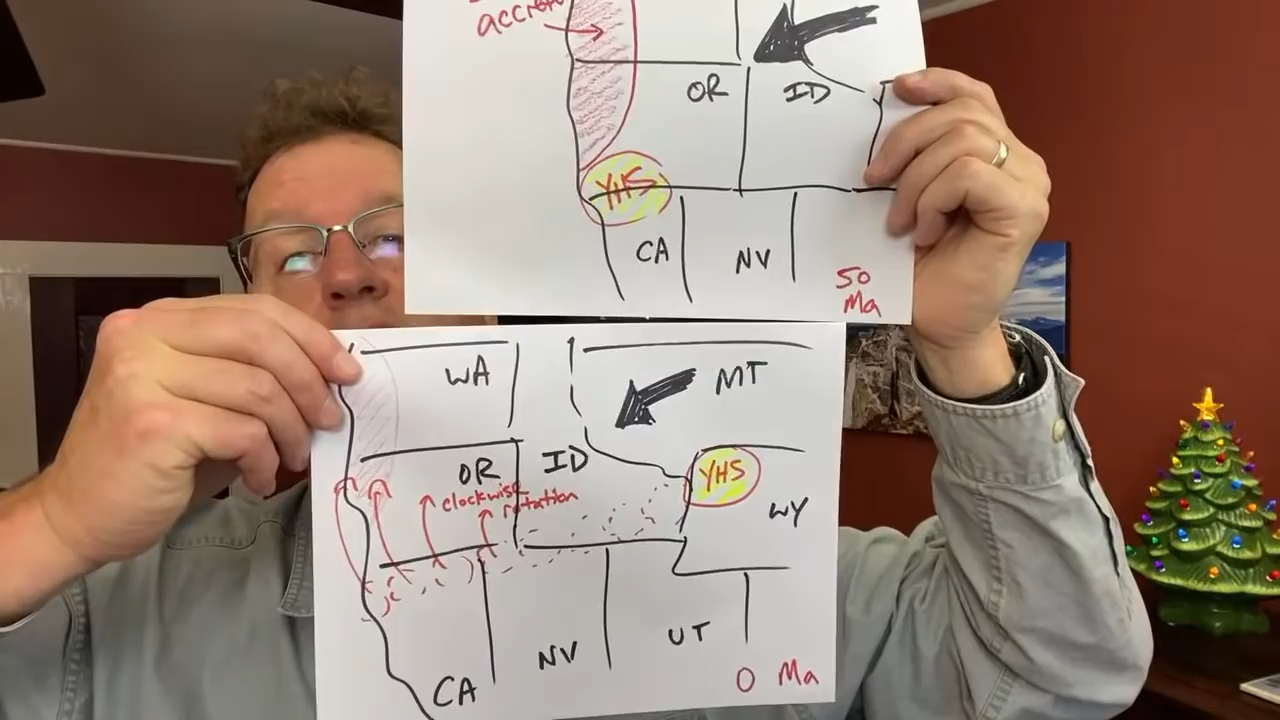 OR
ID
YHS
CA
NV
50
Ma
WA
MT
OR
ID
YHS
clockwise
rotation
WY
UT
NV
0 Ma
CA